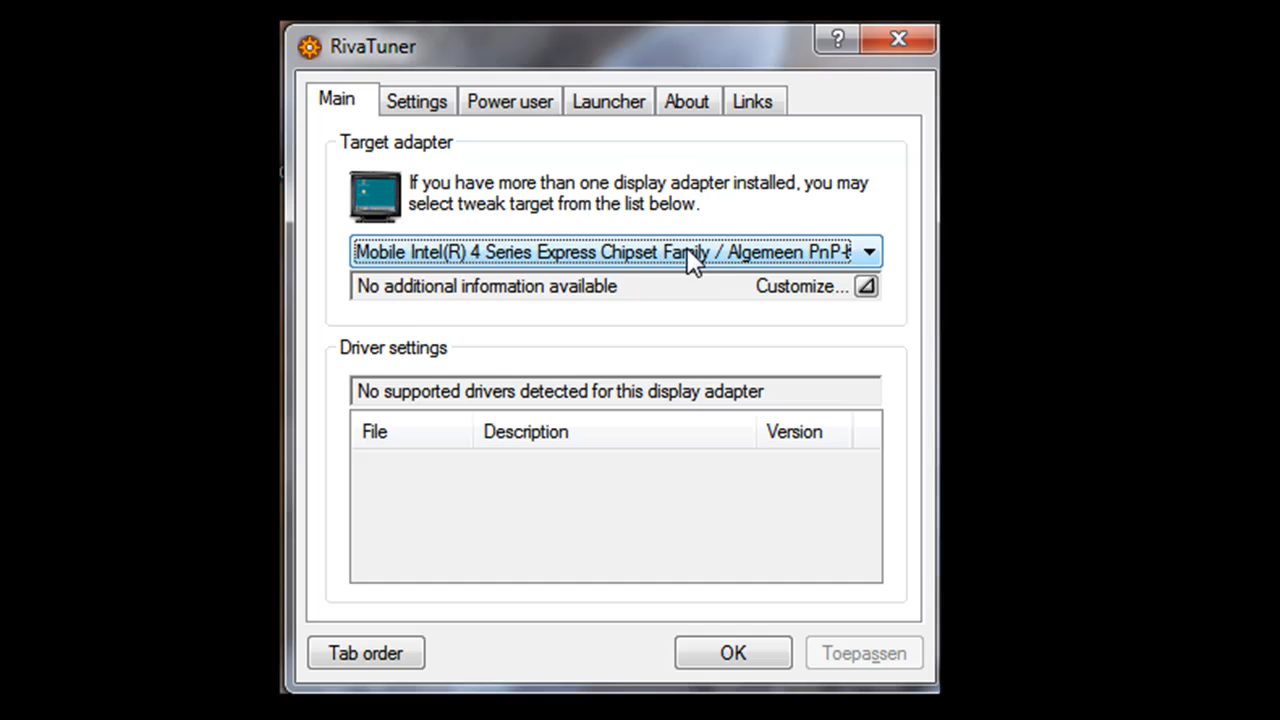 RivaTuner
?
Main
Settings
Power user
Launcher
About
Links
Target adapter
If you have more than one display adapter installed, you may
select tweak target from the list below.
Mobile Intel(R) 4 Series Express Chipset Family / Algemeen PnP-
No additional information available
Customize...
Driver settings
No supported drivers detected for this display adapter
File
Description
Version
Tab order
OK
Toepassen